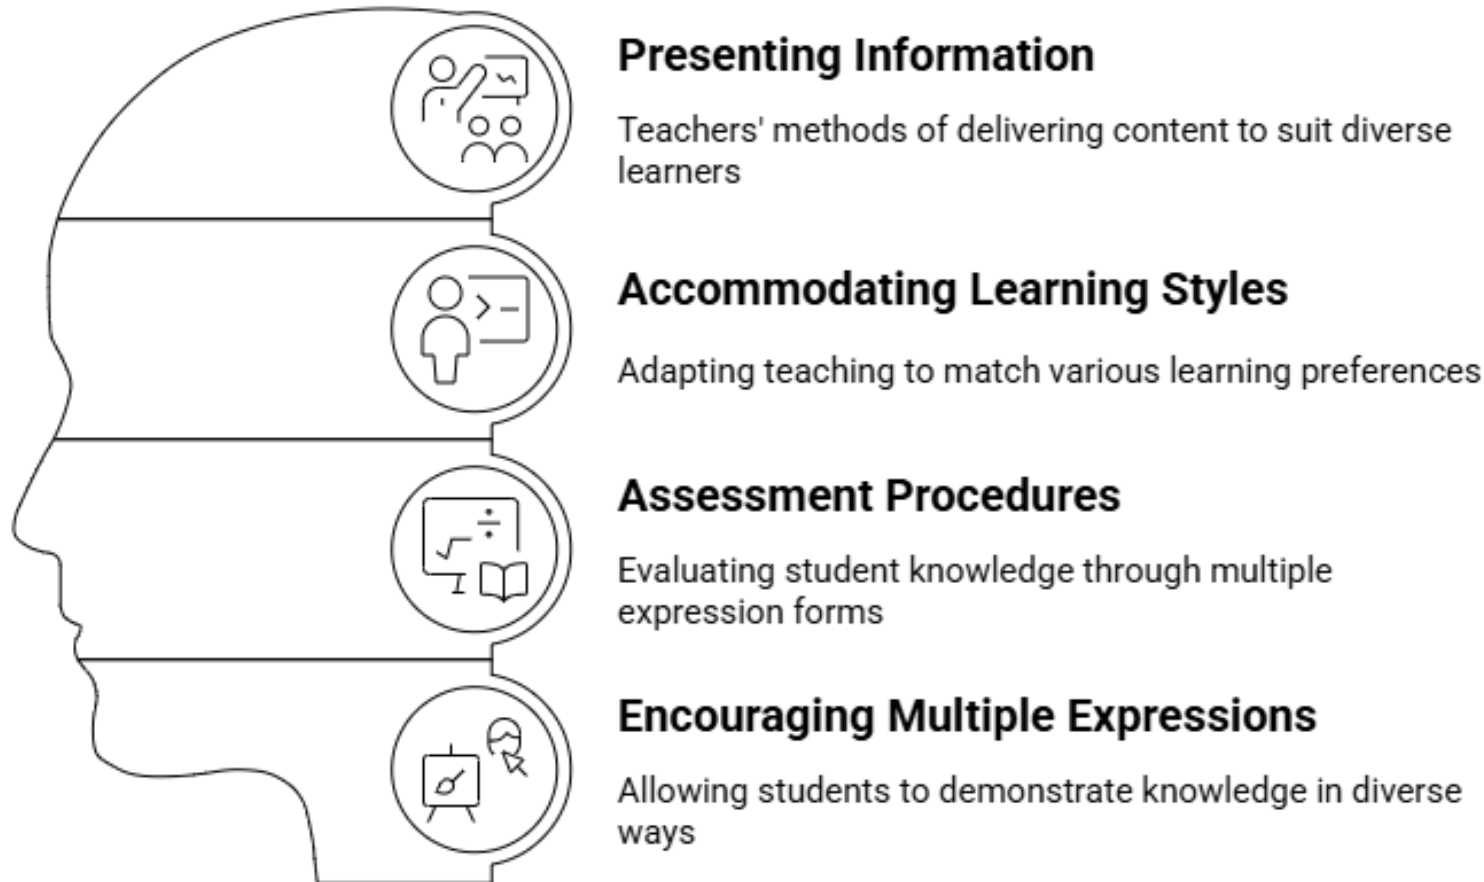 Presenting Information
Teachers' methods of delivering content to suit diverse
learners
Accommodating Learning Styles
Adapting teaching to match various learning preferences
Assessment Procedures
Evaluating student knowledge through multiple
expression forms
Encouraging Multiple Expressions
Allowing students to demonstrate knowledge in diverse
ways